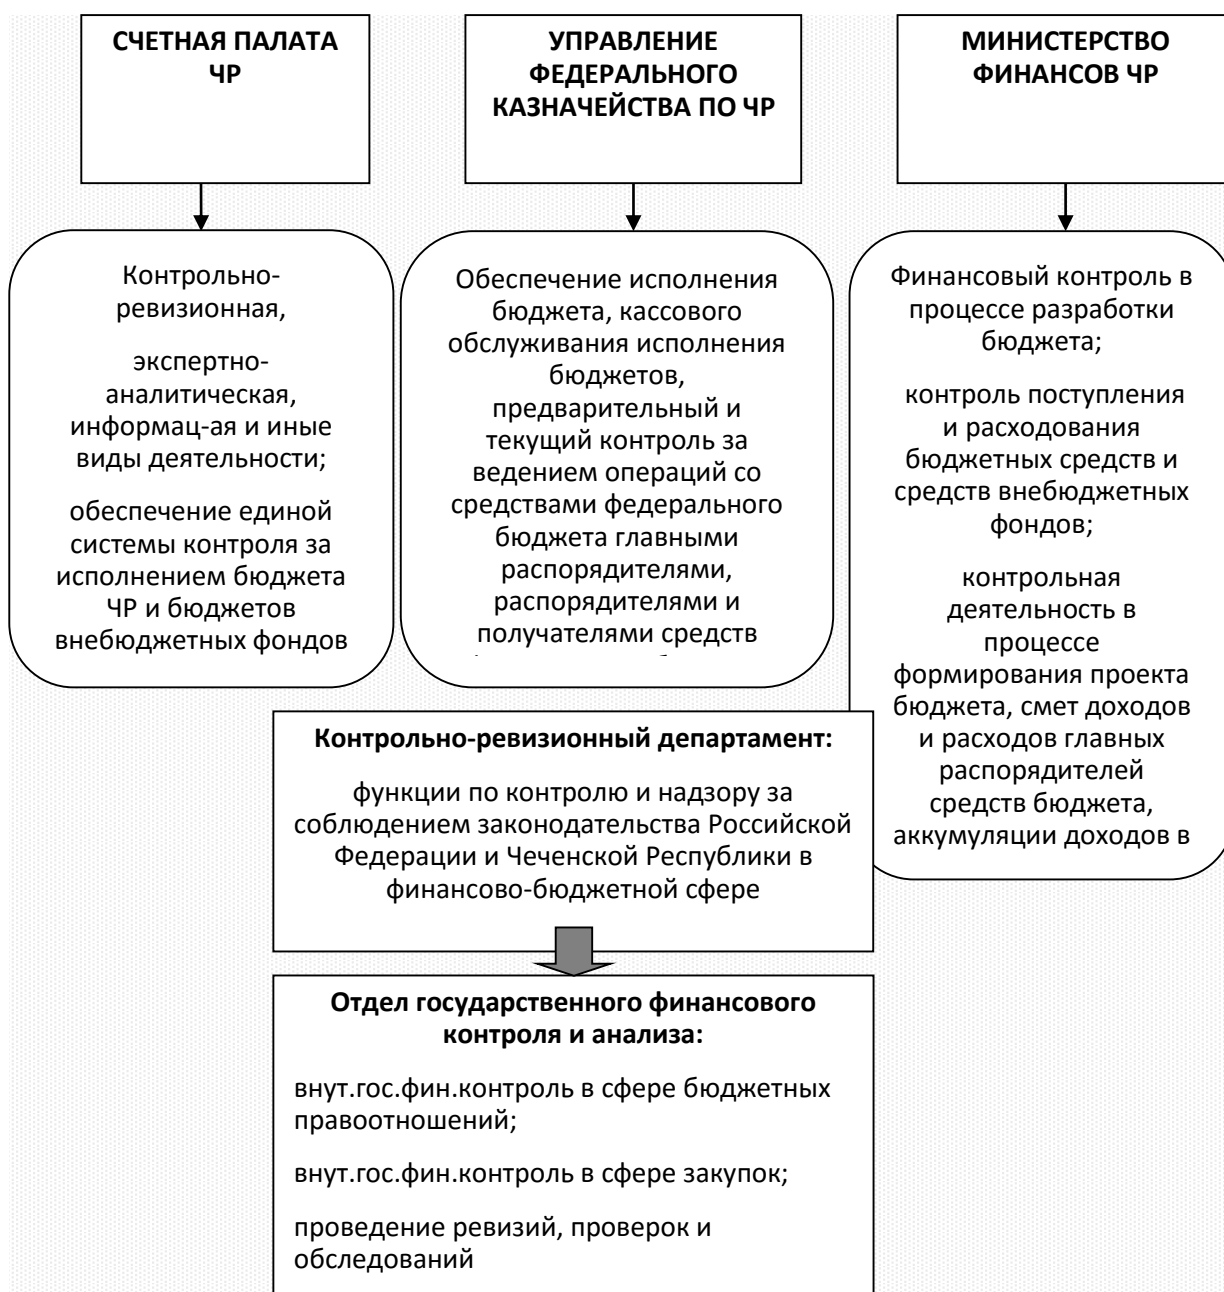 СЧЕТНАЯ ПАЛАТА
ЧР
УПРАВЛЕНИЕ
ФЕДЕРАЛЬНОГО
КАЗНАЧЕЙСТВА ПО ЧР
МИНИСТЕРСТВО
ФИНАНСОВ ЧР
Контрольно-
ревизионная,
экспертно-
аналитическая,
информац-ая и иные
виды деятельности;
обеспечение единой
системы контроля за
исполнением бюджета
ЧР и бюджетов
внебюджетных фондов
Обеспечение исполнения
бюджета, кассового
обслуживания исполнения
бюджетов,
предварительный и
текущий контроль за
ведением операций со
средствами федерального
бюджета главными
распорядителями,
распорядителями и
получателями средств
Финансовый контроль в
процессе разработки
бюджета;
контроль поступления
и расходования
бюджетных средств и
средств внебюджетных
фондов;
контрольная
деятельность в
процессе
формирования проекта
бюджета, смет доходов
и расходов главных
распорядителей
средств бюджета,
аккумуляции доходов в
Контрольно-ревизионный департамент:
функции по контролю и надзору за
соблюдением законодательства Российской
Федерации и Чеченской Республики в
финансово-бюджетной сфере
Отдел государственного финансового
контроля и анализа:
внут.гос.фин.контроль в сфере бюджетных
правоотношений;
внут.гос.фин.контроль в сфере закупок;
проведение ревизий, проверок и
обследований